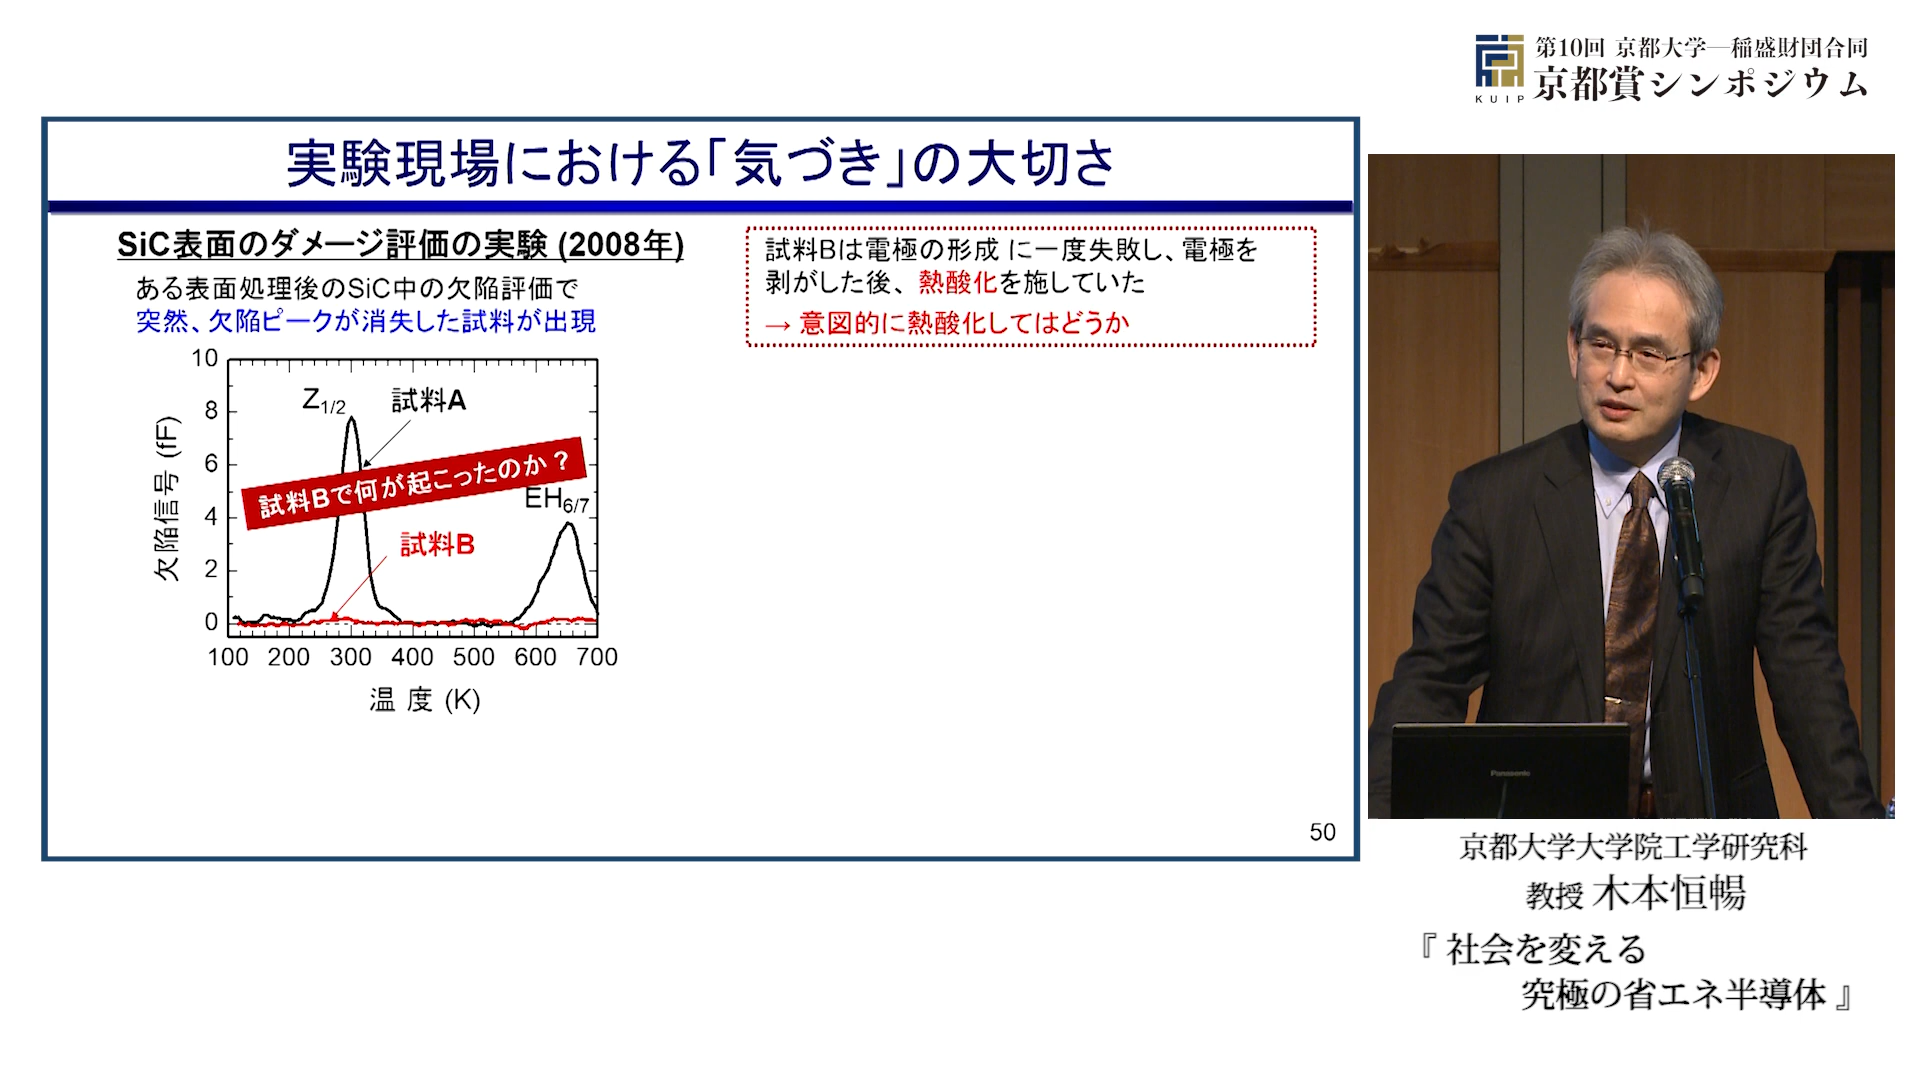 第10回 京都大学―稲盛財団合同
京都賞シンポジウム
KUIP
実験現場における「気づき」の大切さ
SiC表面のダメージ評価の実験 (2008年)
ある表面処理後のSiC中の欠陥評価で
突然、欠陥ピークが消失した試料が出現
試料Bは電極の形成 に一度失敗し、電極を
剥がした後、熱酸化を施していた
→ 意図的に熱酸化してはどうか
10
8
6
4
2
0
欠陥信号 (fF)
Z1/2
試料A
試料Bで何が起こったのか？
EH6/7
試料B
100 200 300 400 500 600 700
温 度 (K)
50
Panasonic
京都大学大学院工学研究科
教授 木本恒暢
『 社会を変える
究極の省エネ半導体 』